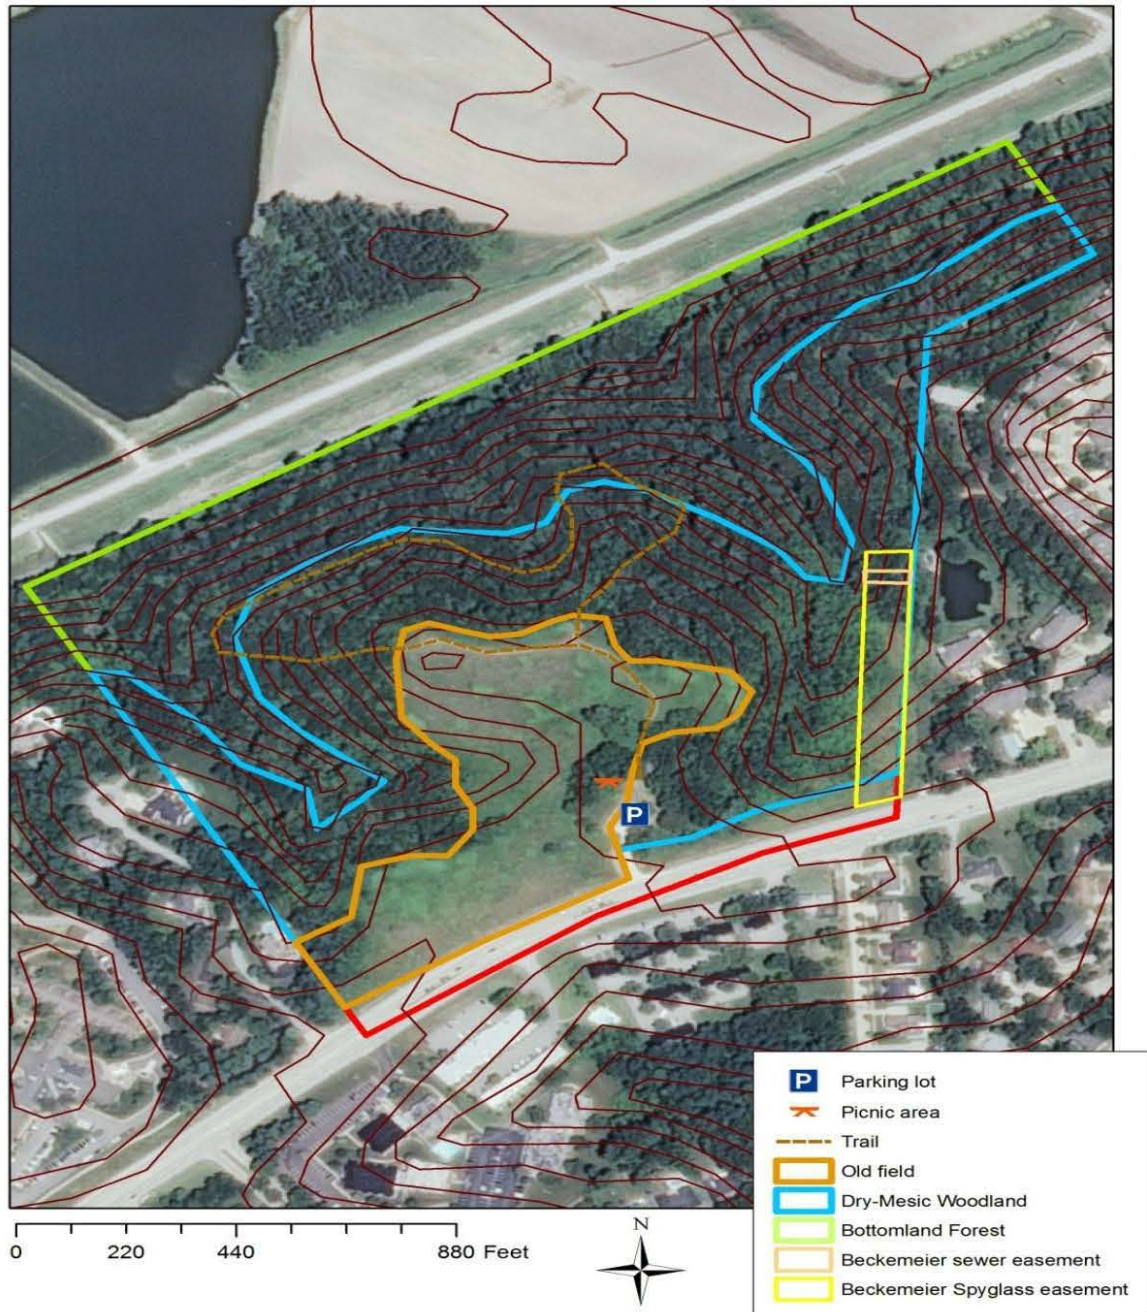 P
0 220 440 880 Feet
N
P Parking lot
Picnic area
Trail
Old field
Dry-Mesic Woodland
Bottomland Forest
Beckemeier sewer easement
Beckemeier Spyglass easement